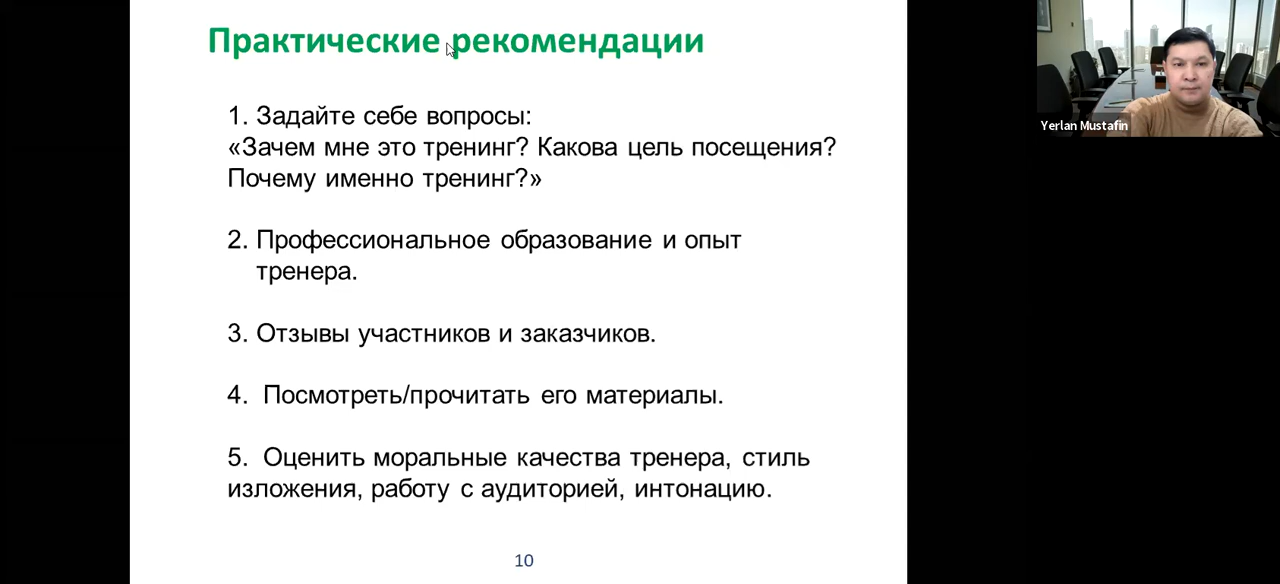 Практические рекомендации
1. Задайте себе вопросы:
«Зачем мне это тренинг? Какова цель посещения?
Почему именно тренинг?»
2. Профессиональное образование и опыт
тренера.
3. Отзывы участников и заказчиков.
4. Посмотреть/прочитать его материалы.
5. Оценить моральные качества тренера, стиль
изложения, работу с аудиторией, интонацию.
10
Yerlan Mustafin